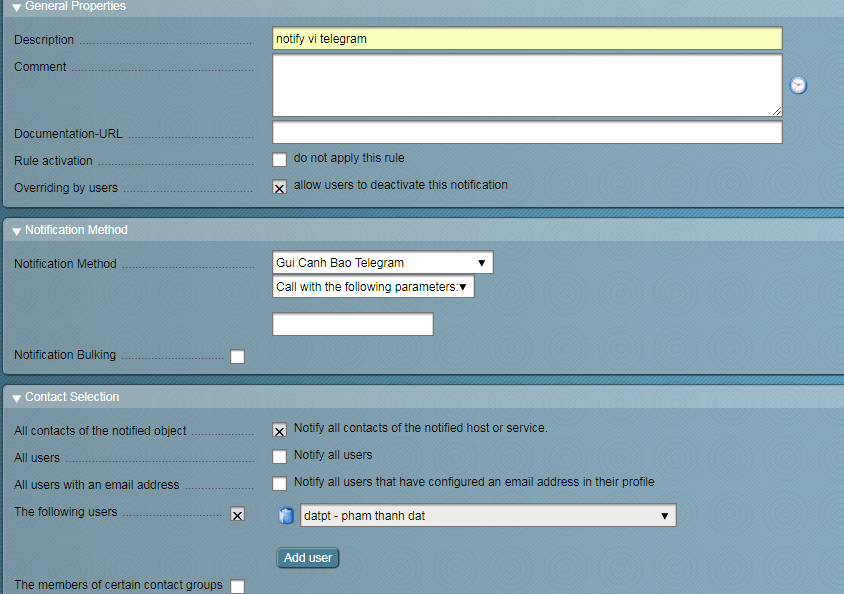 General Properties
Description notify vi telegram
Comment
Documentation-URL
Rule activation do not apply this rule
Overriding by users allow users to deactivate this notification
Notification Method
Notification Method Gui Canh Bao Telegram
Call with the following parameters:
Notification Bulking
Contact Selection
All contacts of the notified object Notify all contacts of the notified host or service.
All users Notify all users
All users with an email address Notify all users that have configured an email address in their profile
The following users datpt - pham thanh dat
Add user
The members of certain contact groups